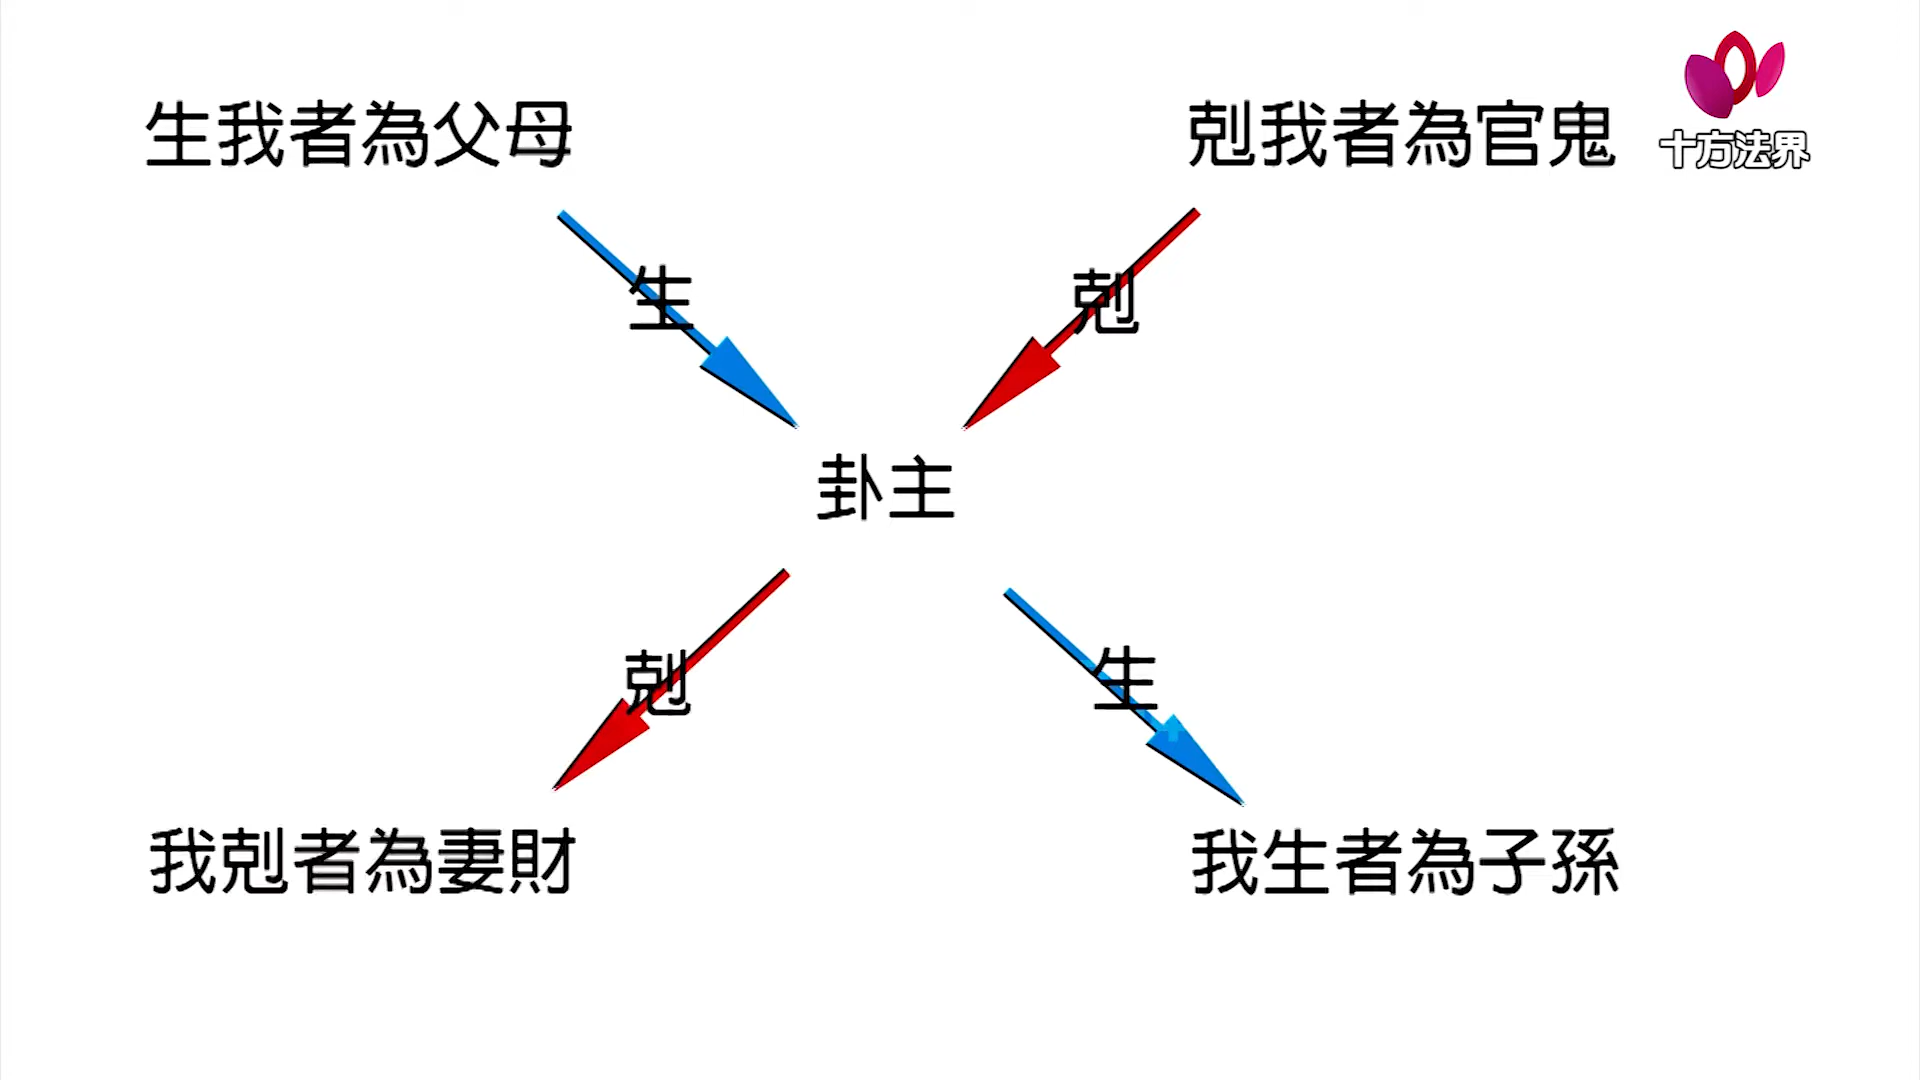 生我者為父母
剋我者為官鬼
十方法界
生
剋
卦主
剋
生
我剋者為妻財
我生者為子孫